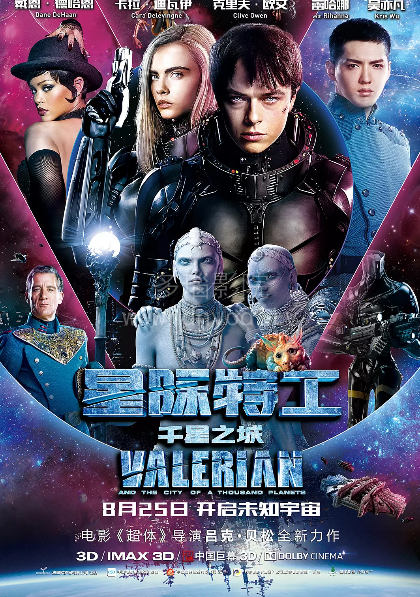 戴恩·德哈恩 卡拉·迪瓦伊 克里夫·欧文 蕾哈娜 吴亦凡
Dane DeHaan Cara Delevingne Clive Owen Rihanna Kris Wu
星际特工
千星之城
VALERIAN
AND THE CITY OF A THOUSAND PLANETS
8月25日 开启未知宇宙
电影《超体》导演吕克·贝松全新力作
3D / IMAX 3D / 中国巨幕 3D / DOLBY CINEMA